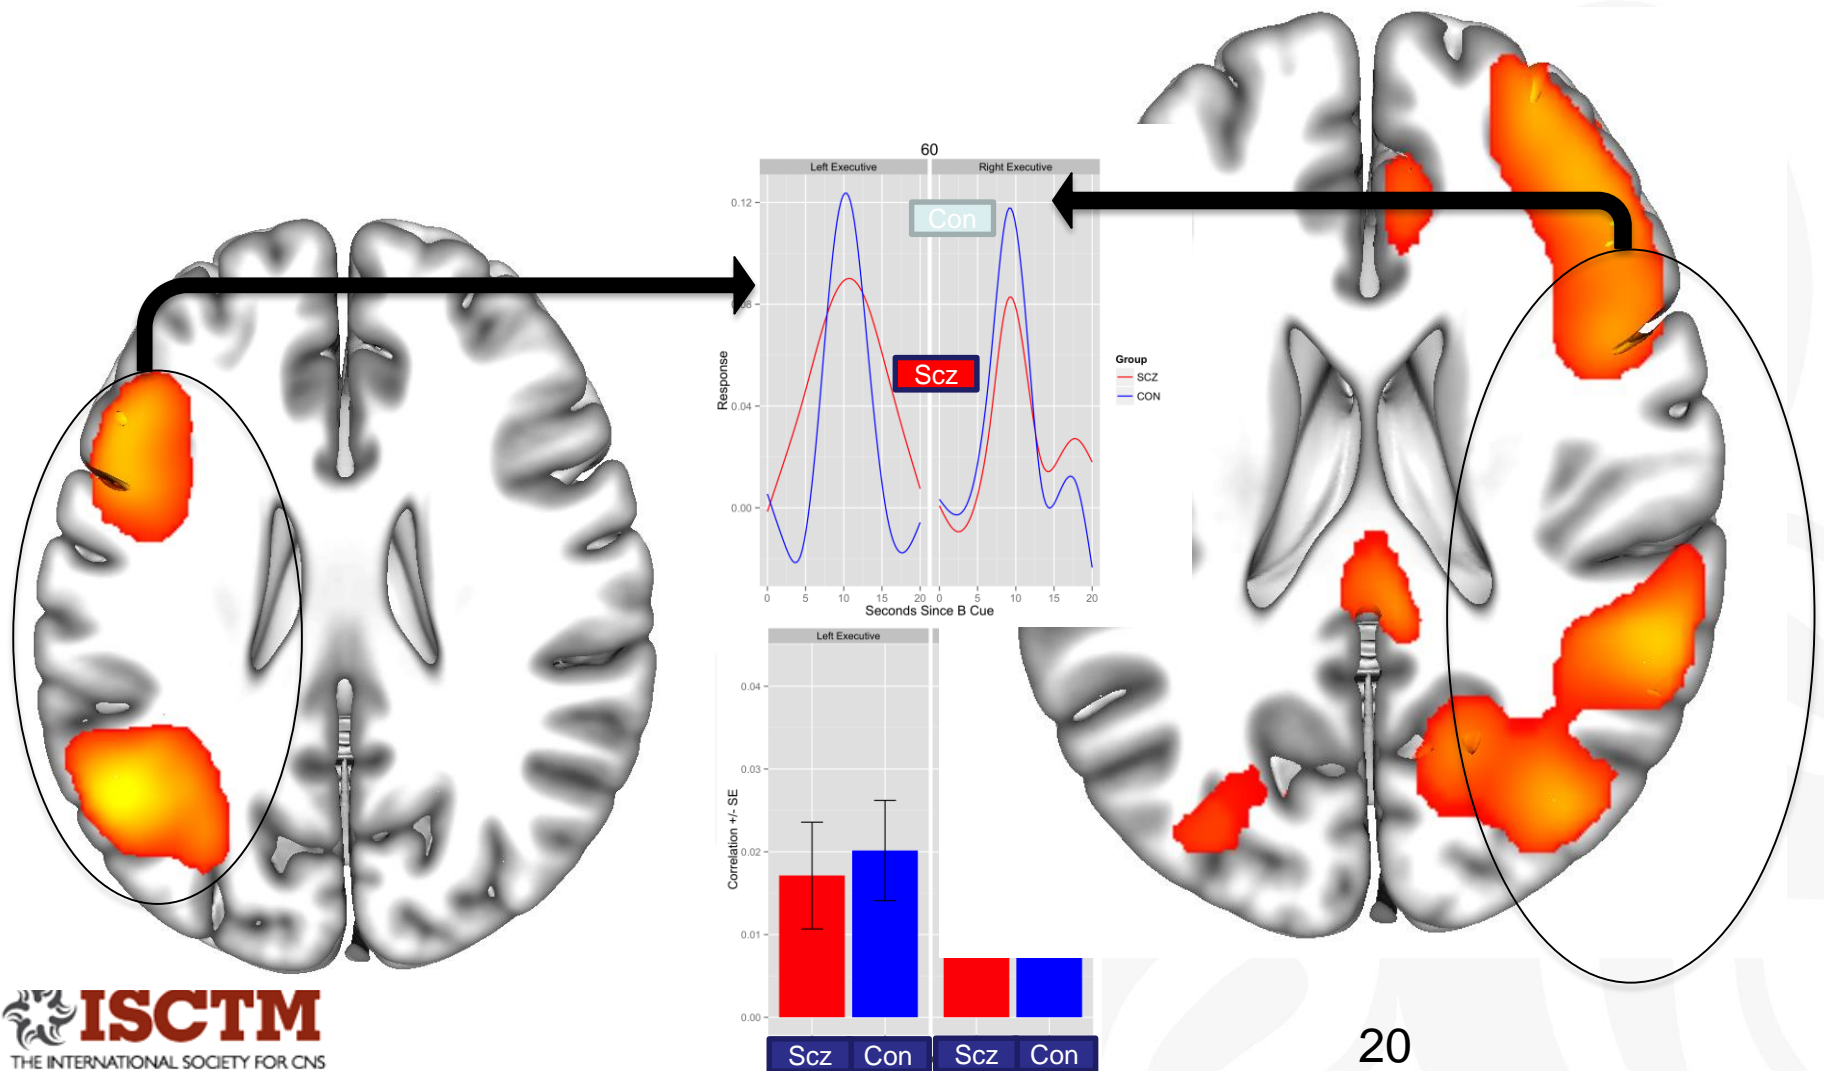 60
Left Executive
Right Executive
0.12
0.04
0.00
Response
Con
Scz
Group
SCZ
CON
0 5 10 15 20 0 5 10 15 20
Seconds Since B Cue
Left Executive
0.04
0.03
0.02
0.01
0.00
Correlation +/- SE
Scz Con Scz Con
ISCTM
THE INTERNATIONAL SOCIETY FOR CNS
20